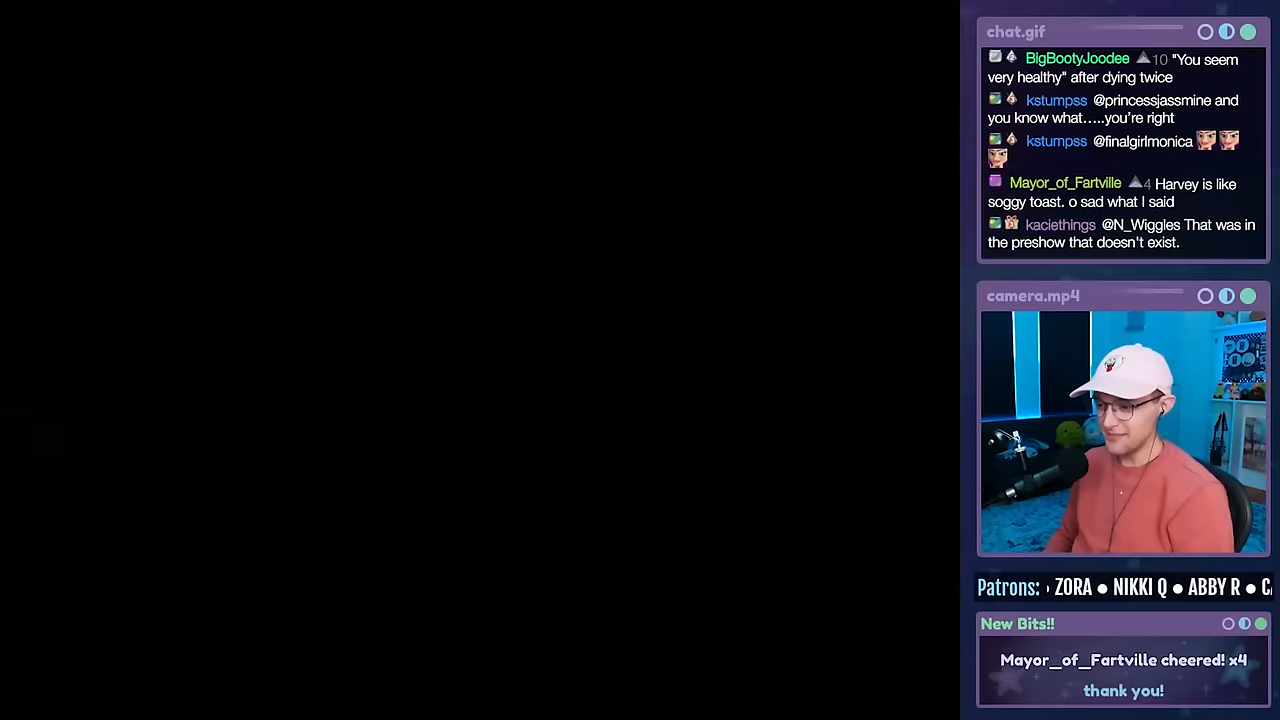 chat.gif
BigBootyJoodee 10 "You seem
very healthy" after dying twice
kstumpss @princessjassmine and
you know what…..you're right
kstumpss @finalgirlmonica
Mayor_of_Fartville 4 Harvey is like
soggy toast. o sad what I said
kaciethings @N_Wiggles That was in
the preshow that doesn't exist.
camera.mp4
Patrons: ZORA ● NIKKI Q ● ABBY R ●
New Bits!!
Mayor_of_Fartville cheered! x4
thank you!